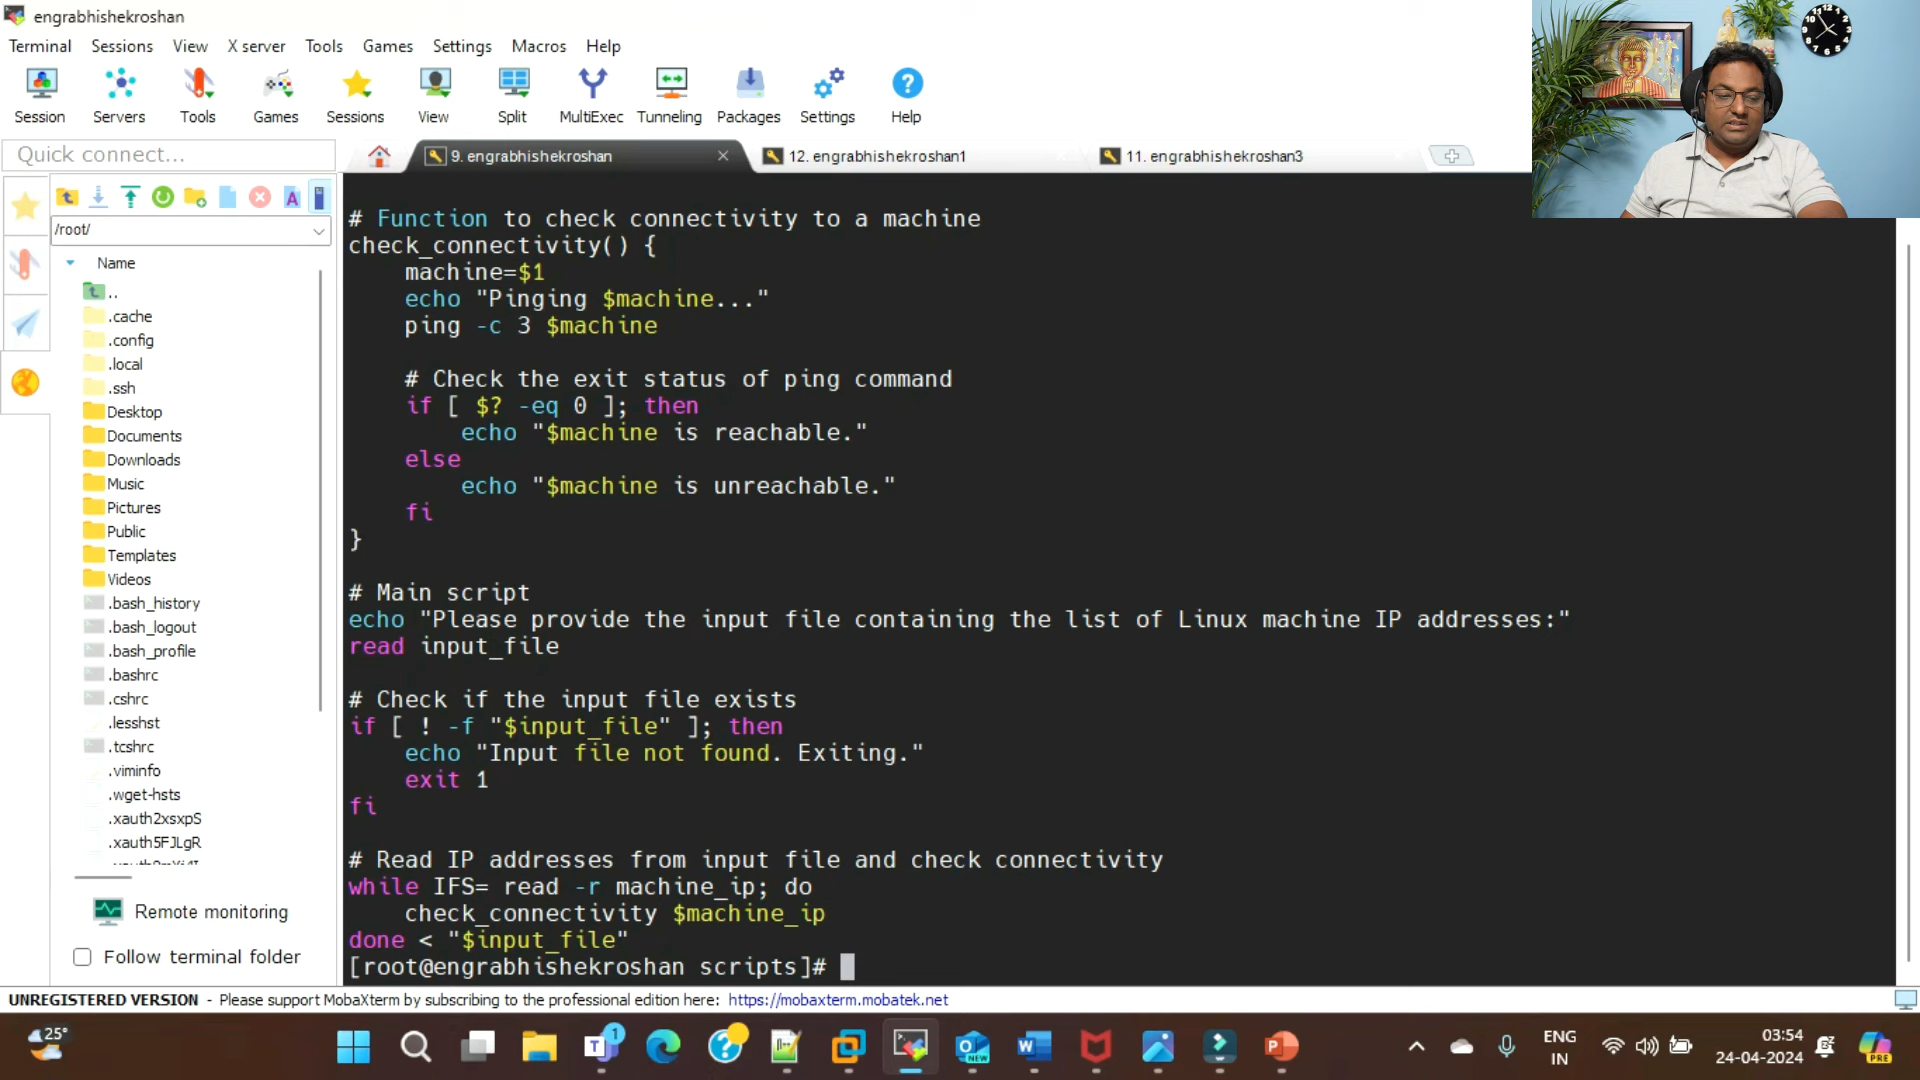 engrabhishekroshan
Terminal Sessions View X server Tools Games Settings Macros Help
Session Servers Tools Games Sessions View Split MultiExec Tunneling Packages Settings Help
Quick connect...
9. engrabhishekroshan
12. engrabhishekroshan1
11. engrabhishekroshan3
/root/
Name
..
.cache
.config
.local
.ssh
Desktop
Documents
Downloads
Music
Pictures
Public
Templates
Videos
.bash_history
.bash_logout
.bash_profile
.bashrc
.cshrc
.lesshst
.tcshrc
.viminfo
.wget-hsts
.xauth2xsxpS
.xauth5FJLgR
Remote monitoring
Follow terminal folder
# Function to check connectivity to a machine
check_connectivity() {
    machine=$1
    echo "Pinging $machine..."
    ping -c 3 $machine
    # Check the exit status of ping command
    if [ $? -eq 0 ]; then
        echo "$machine is reachable."
    else
        echo "$machine is unreachable."
    fi
}
# Main script
echo "Please provide the input file containing the list of Linux machine IP addresses:"
read input_file
# Check if the input file exists
if [ ! -f "$input_file" ]; then
    echo "Input file not found. Exiting."
    exit 1
fi
# Read IP addresses from input file and check connectivity
while IFS= read -r machine_ip; do
    check_connectivity $machine_ip
done < "$input_file"
[root@engrabhishekroshan scripts]#
UNREGISTERED VERSION - Please support MobaXterm by subscribing to the professional edition here: https://mobaxterm.mobatek.net
25°
1
ENG
IN
03:54
24-04-2024